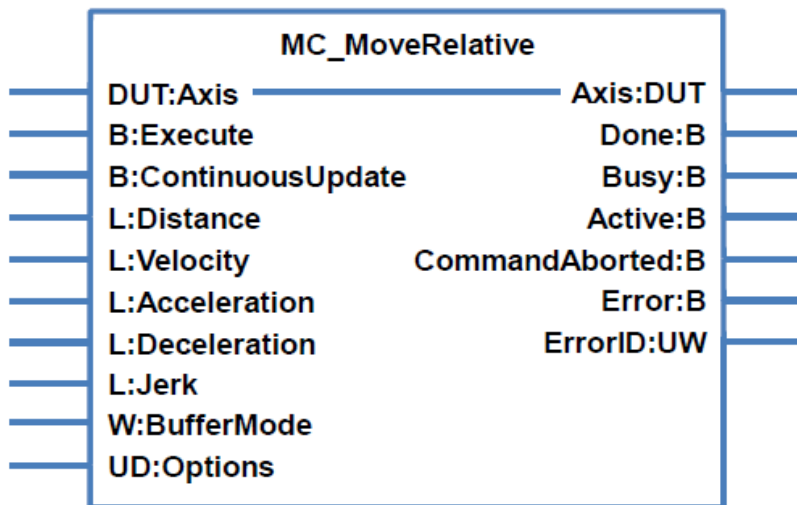 MC_MoveRelative
DUT:Axis Axis:DUT
B:Execute Done:B
B:ContinuousUpdate Busy:B
L:Distance Active:B
L:Velocity CommandAborted:B
L:Acceleration Error:B
L:Deceleration ErrorID:UW
L:Jerk
W:BufferMode
UD:Options